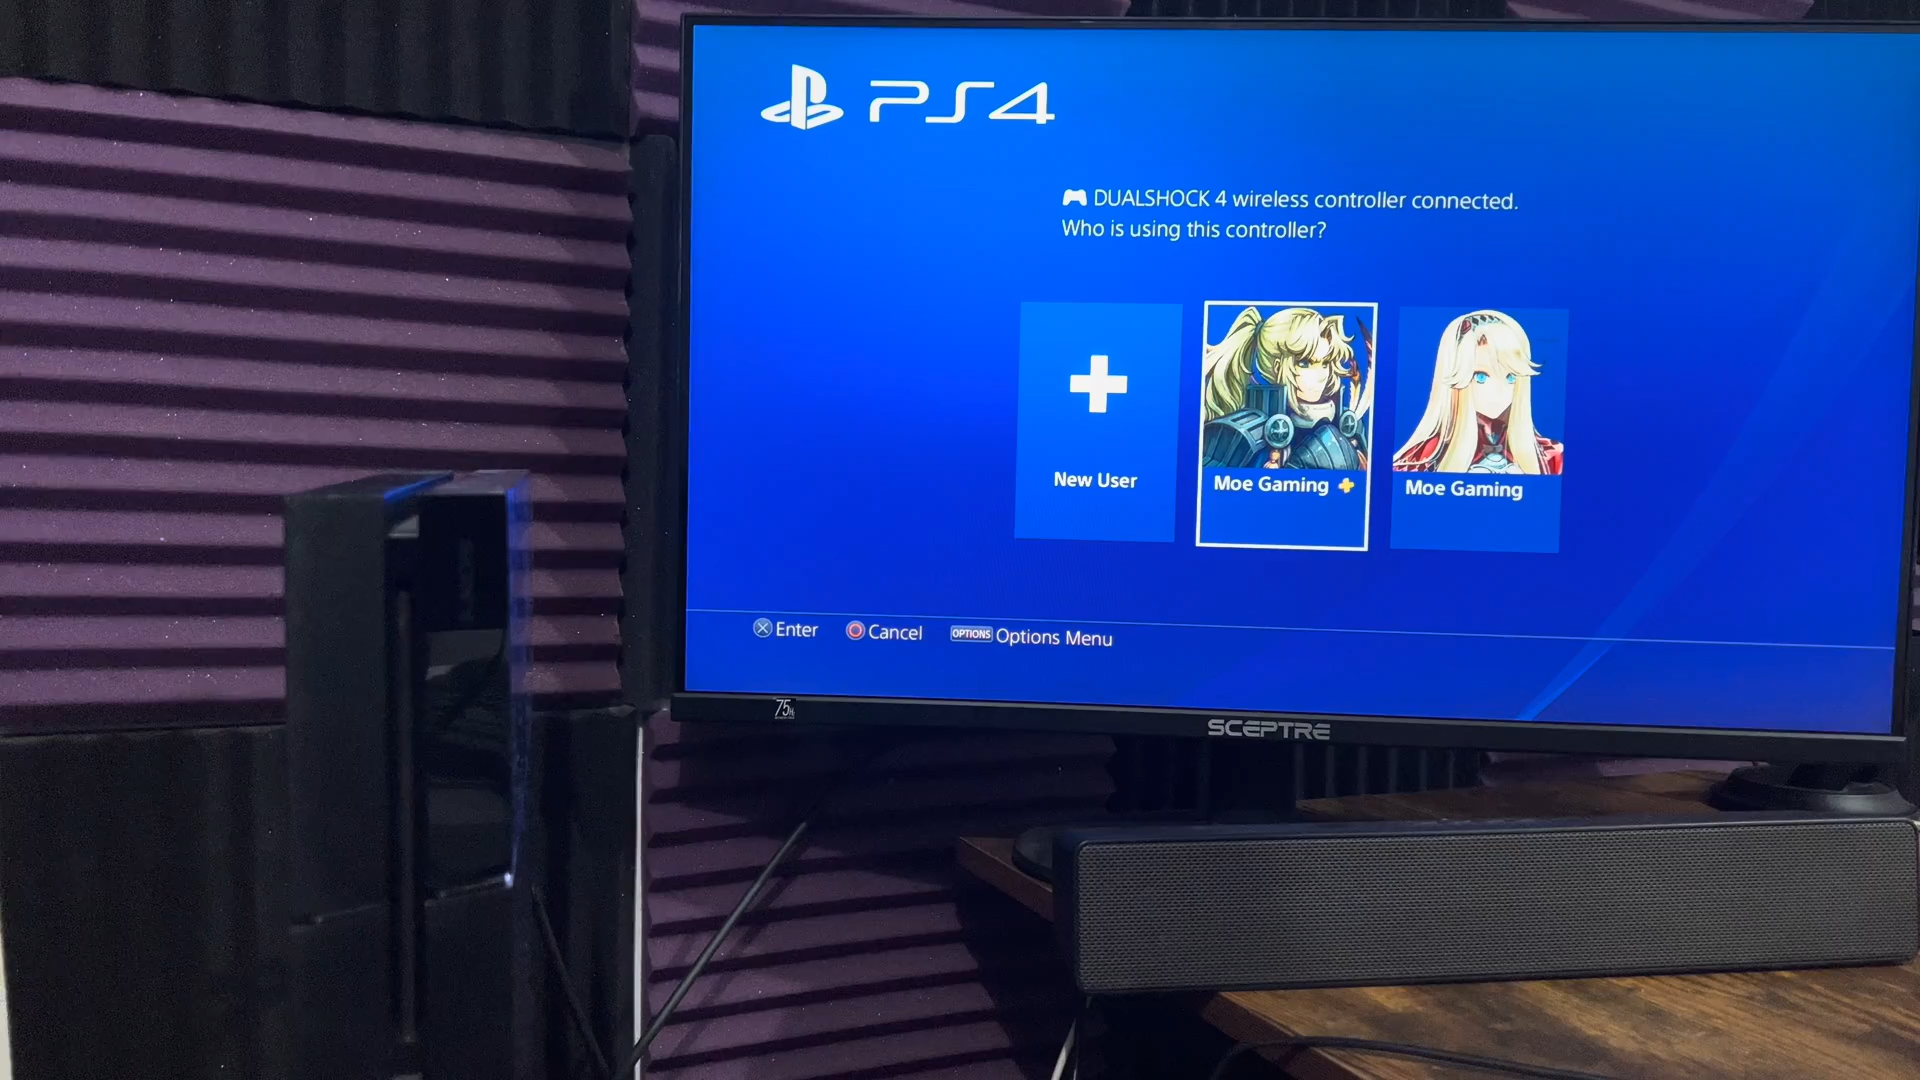 PS4
DUALSHOCK 4 wireless controller connected.
Who is using this controller?
New User
Moe Gaming
Moe Gaming
Enter
Cancel
OPTIONS Options Menu
75Hz
SCEPTRE